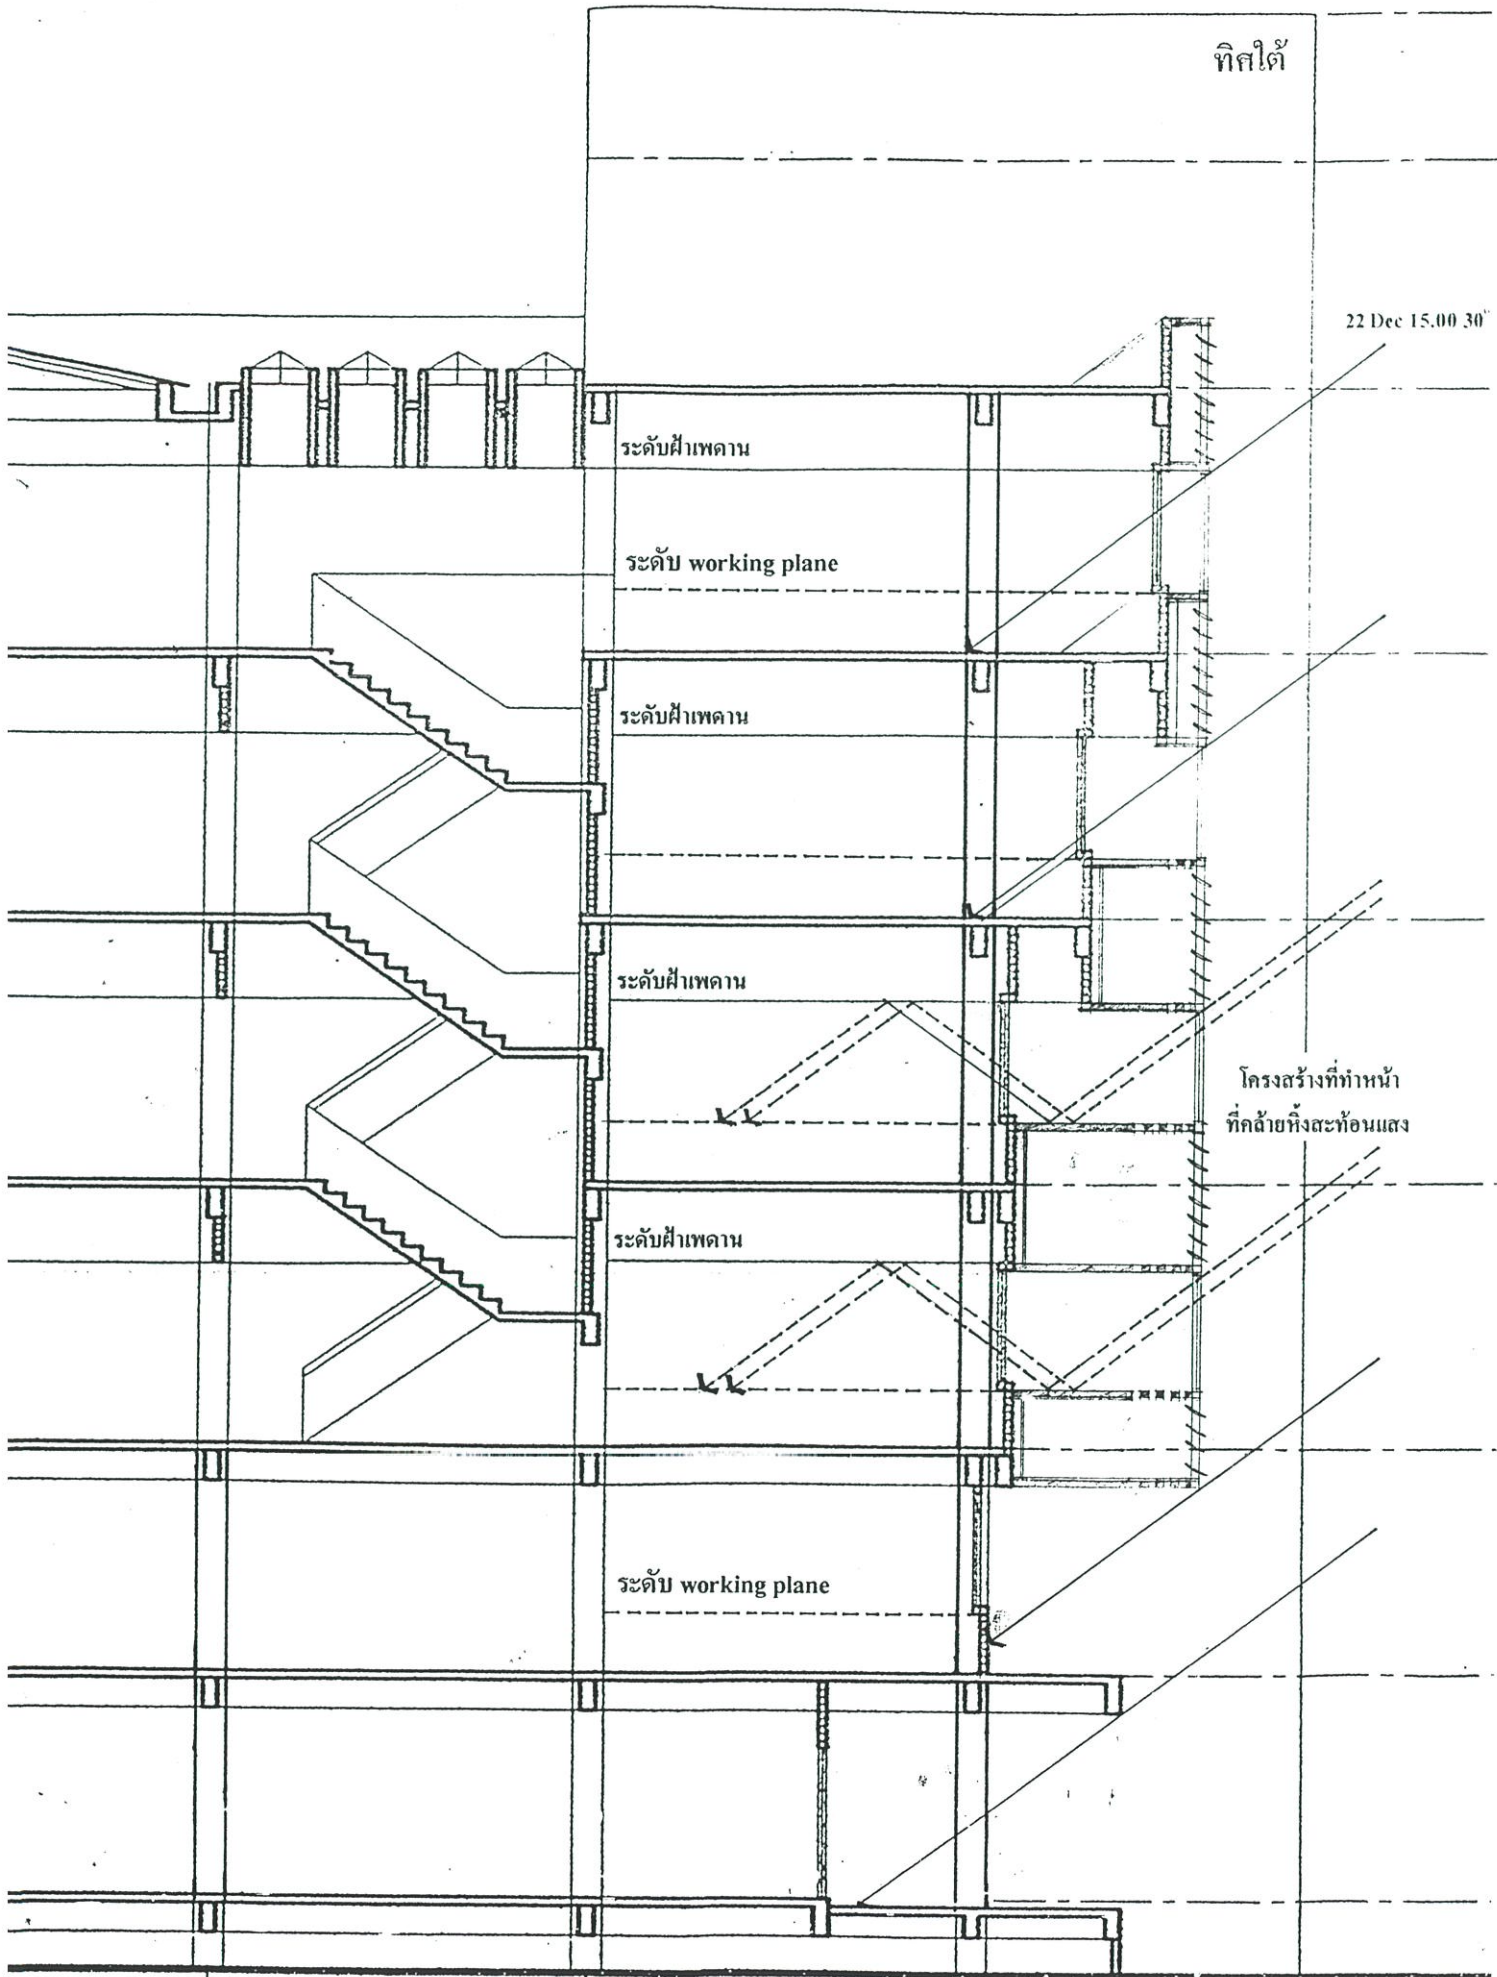 ทิศใต้
22 Dec 15.00 30°
ระดับฝ้าเพดาน
ระดับ working plane
ระดับฝ้าเพดาน
ระดับฝ้าเพดาน
โครงสร้างที่ทำหน้า
ที่คล้ายหิ้งสะท้อนแสง
ระดับฝ้าเพดาน
ระดับ working plane